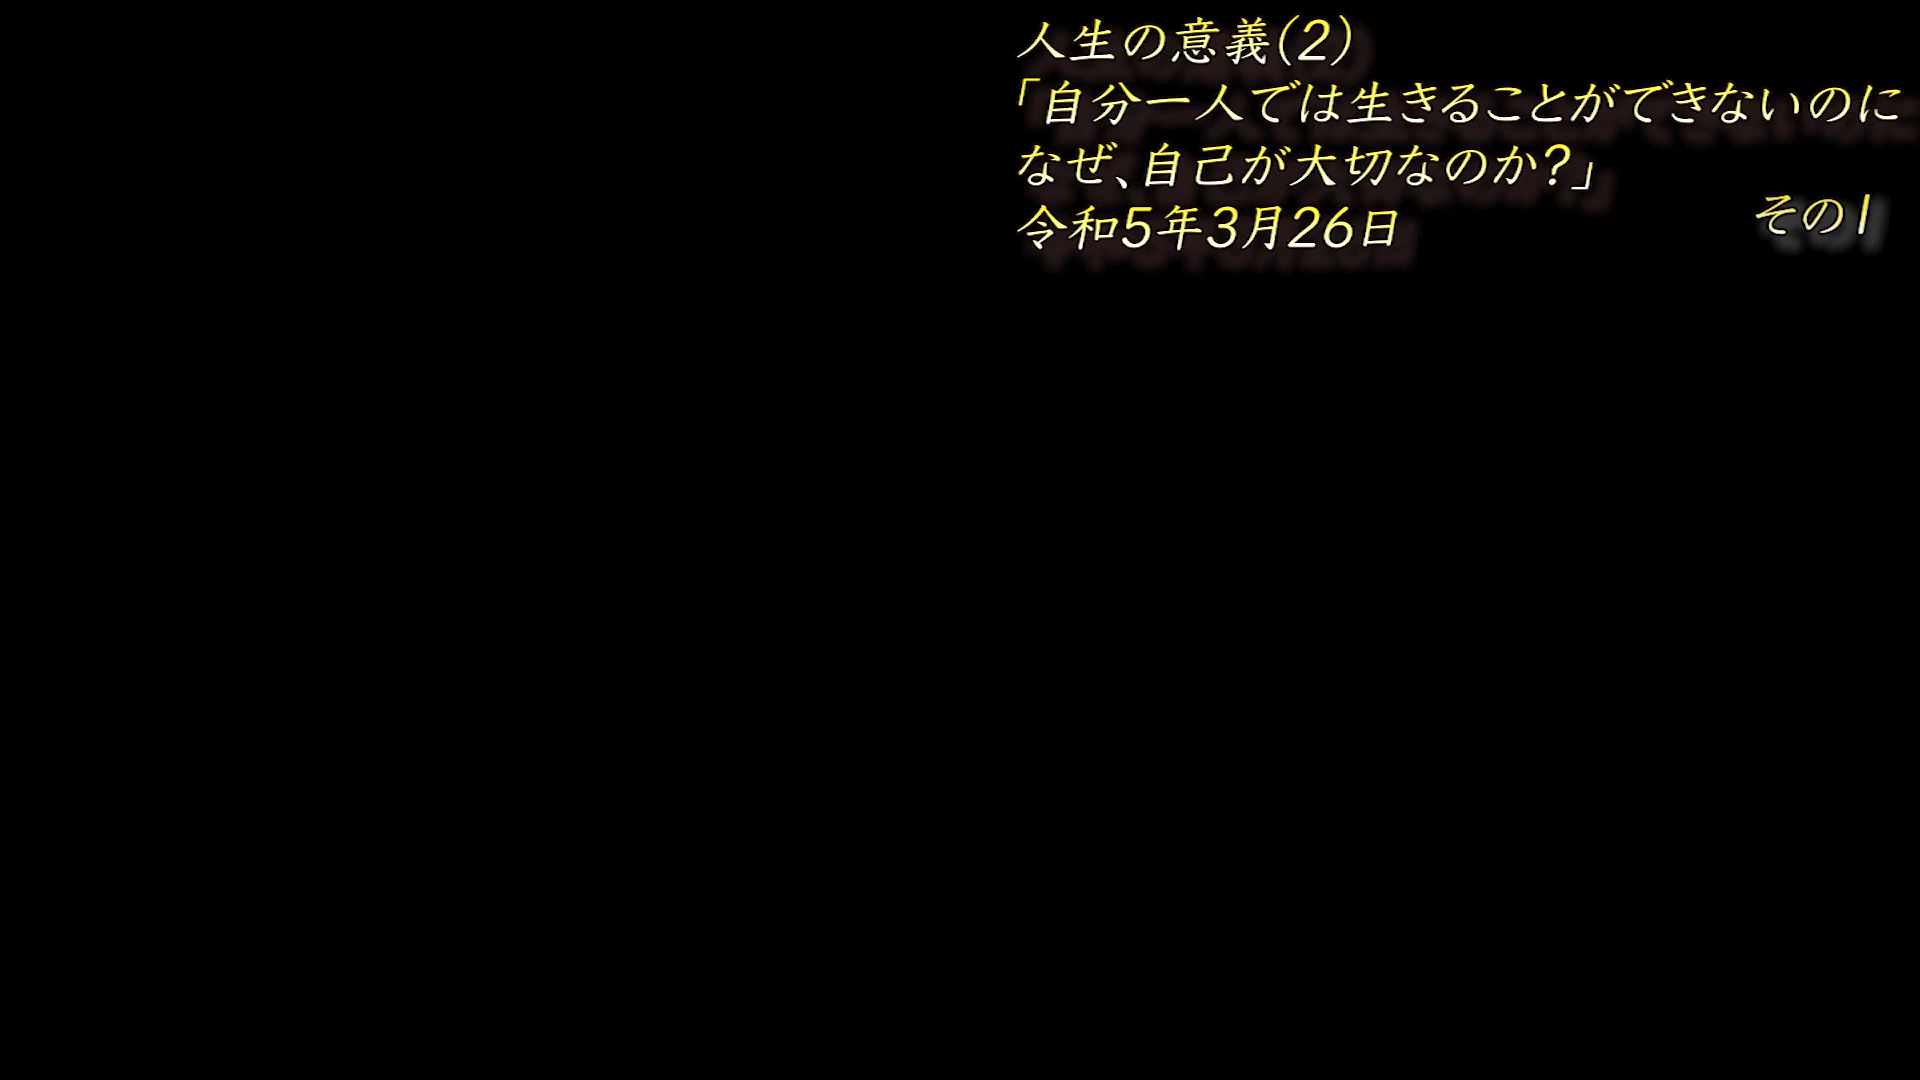 人生の意義(2)
「自分一人では生きることができないのに
なぜ、自己が大切なのか?」
令和5年3月26日
その1